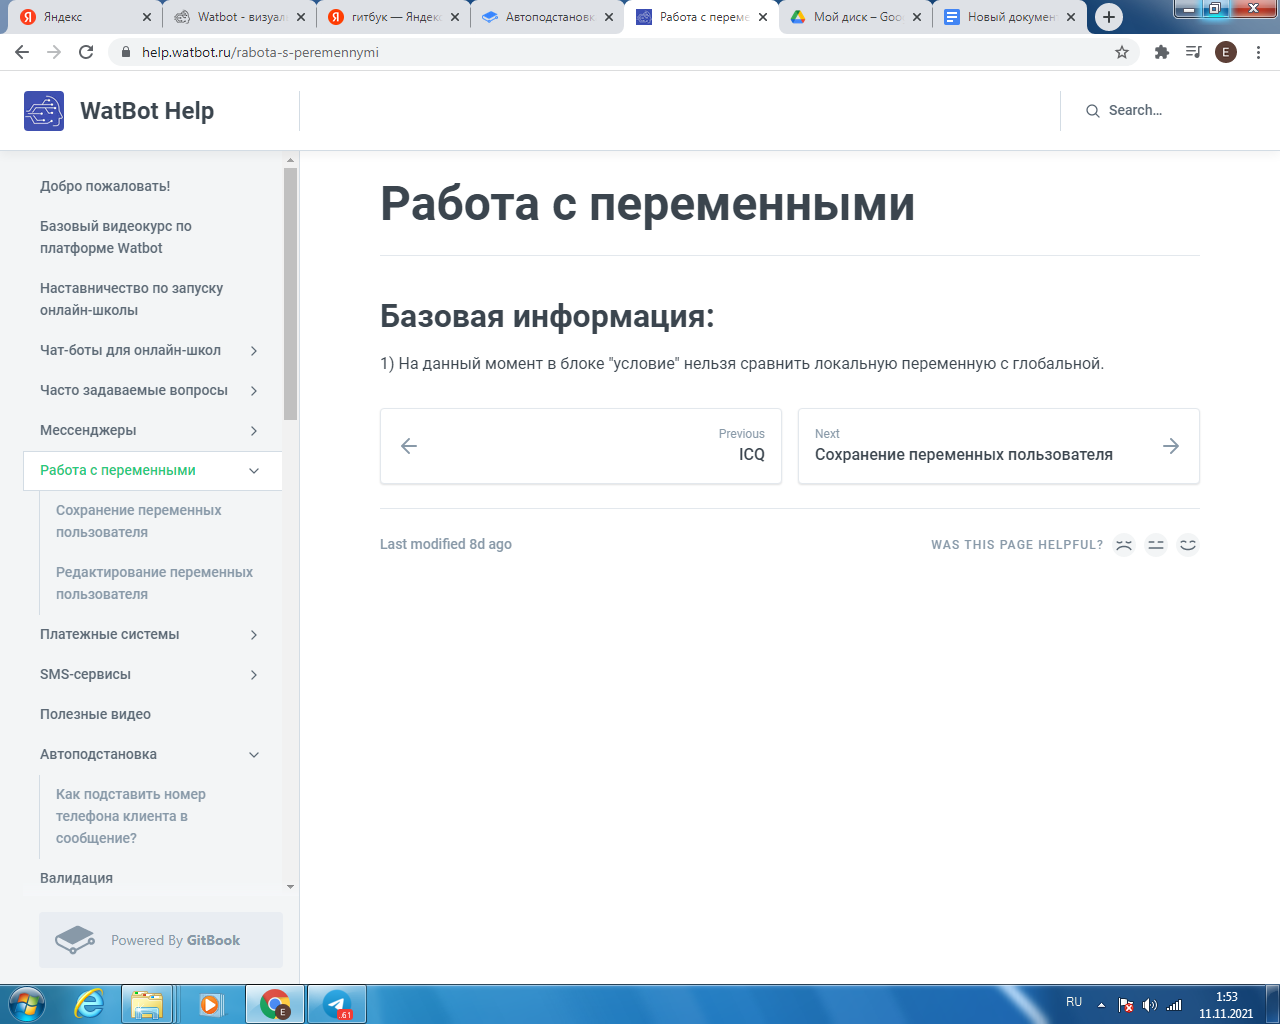 Яндекс
Watbot - визуал
гитбук — Яндекс
Автоподстановк
Работа с переме
Мой диск – Goo
Новый документ
help.watbot.ru/rabota-s-peremennymi
E
WatBot Help
Search...
Добро пожаловать!
Базовый видеокурс по
платформе Watbot
Наставничество по запуску
онлайн-школы
Чат-боты для онлайн-школ
Часто задаваемые вопросы
Мессенджеры
Работа с переменными
Сохранение переменных
пользователя
Редактирование переменных
пользователя
Платежные системы
SMS-сервисы
Полезные видео
Автоподстановка
Как подставить номер
телефона клиента в
сообщение?
Валидация
Powered By GitBook
Работа с переменными
Базовая информация:
1) На данный момент в блоке "условие" нельзя сравнить локальную переменную с глобальной.
Previous
ICQ
Next
Сохранение переменных пользователя
Last modified 8d ago
WAS THIS PAGE HELPFUL?
E
.61
RU
1:53
11.11.2021